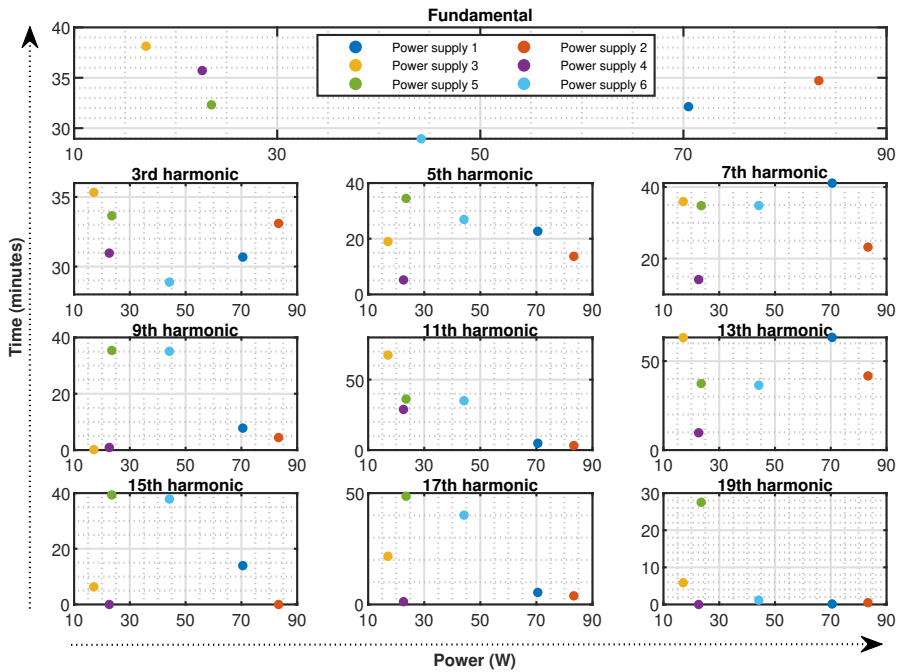 Fundamental
40
35
30
10 30 50 70 90
Power supply 1 Power supply 2
Power supply 3 Power supply 4
Power supply 5 Power supply 6
Time (minutes)
3rd harmonic 5th harmonic 7th harmonic
35 40 40
30 20 20
0
10 30 50 70 90 10 30 50 70 90 10 30 50 70 90
9th harmonic 11th harmonic 13th harmonic
40
20 50 50
0 0 0
10 30 50 70 90 10 30 50 70 90 10 30 50 70 90
15th harmonic 17th harmonic 19th harmonic
40 50 30
20 20
10
0 0 0
10 30 50 70 90 10 30 50 70 90 10 30 50 70 90
Power (W)